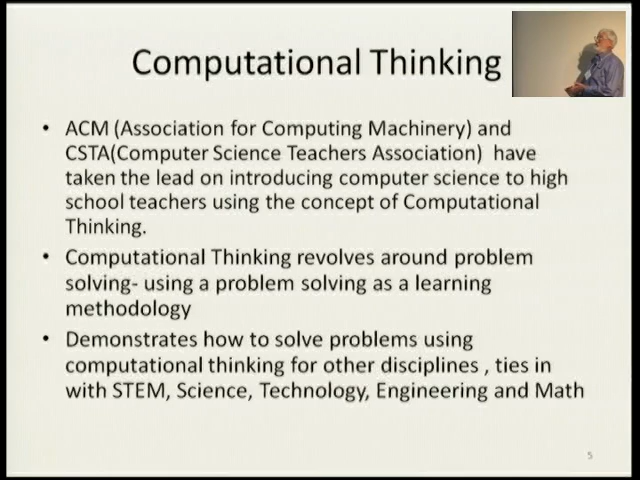 Computational Thinking
• ACM (Association for Computing Machinery) and
CSTA(Computer Science Teachers Association) have
taken the lead on introducing computer science to high
school teachers using the concept of Computational
Thinking.
• Computational Thinking revolves around problem
solving- using a problem solving as a learning
methodology
• Demonstrates how to solve problems using
computational thinking for other disciplines , ties in
with STEM, Science, Technology, Engineering and Math
5